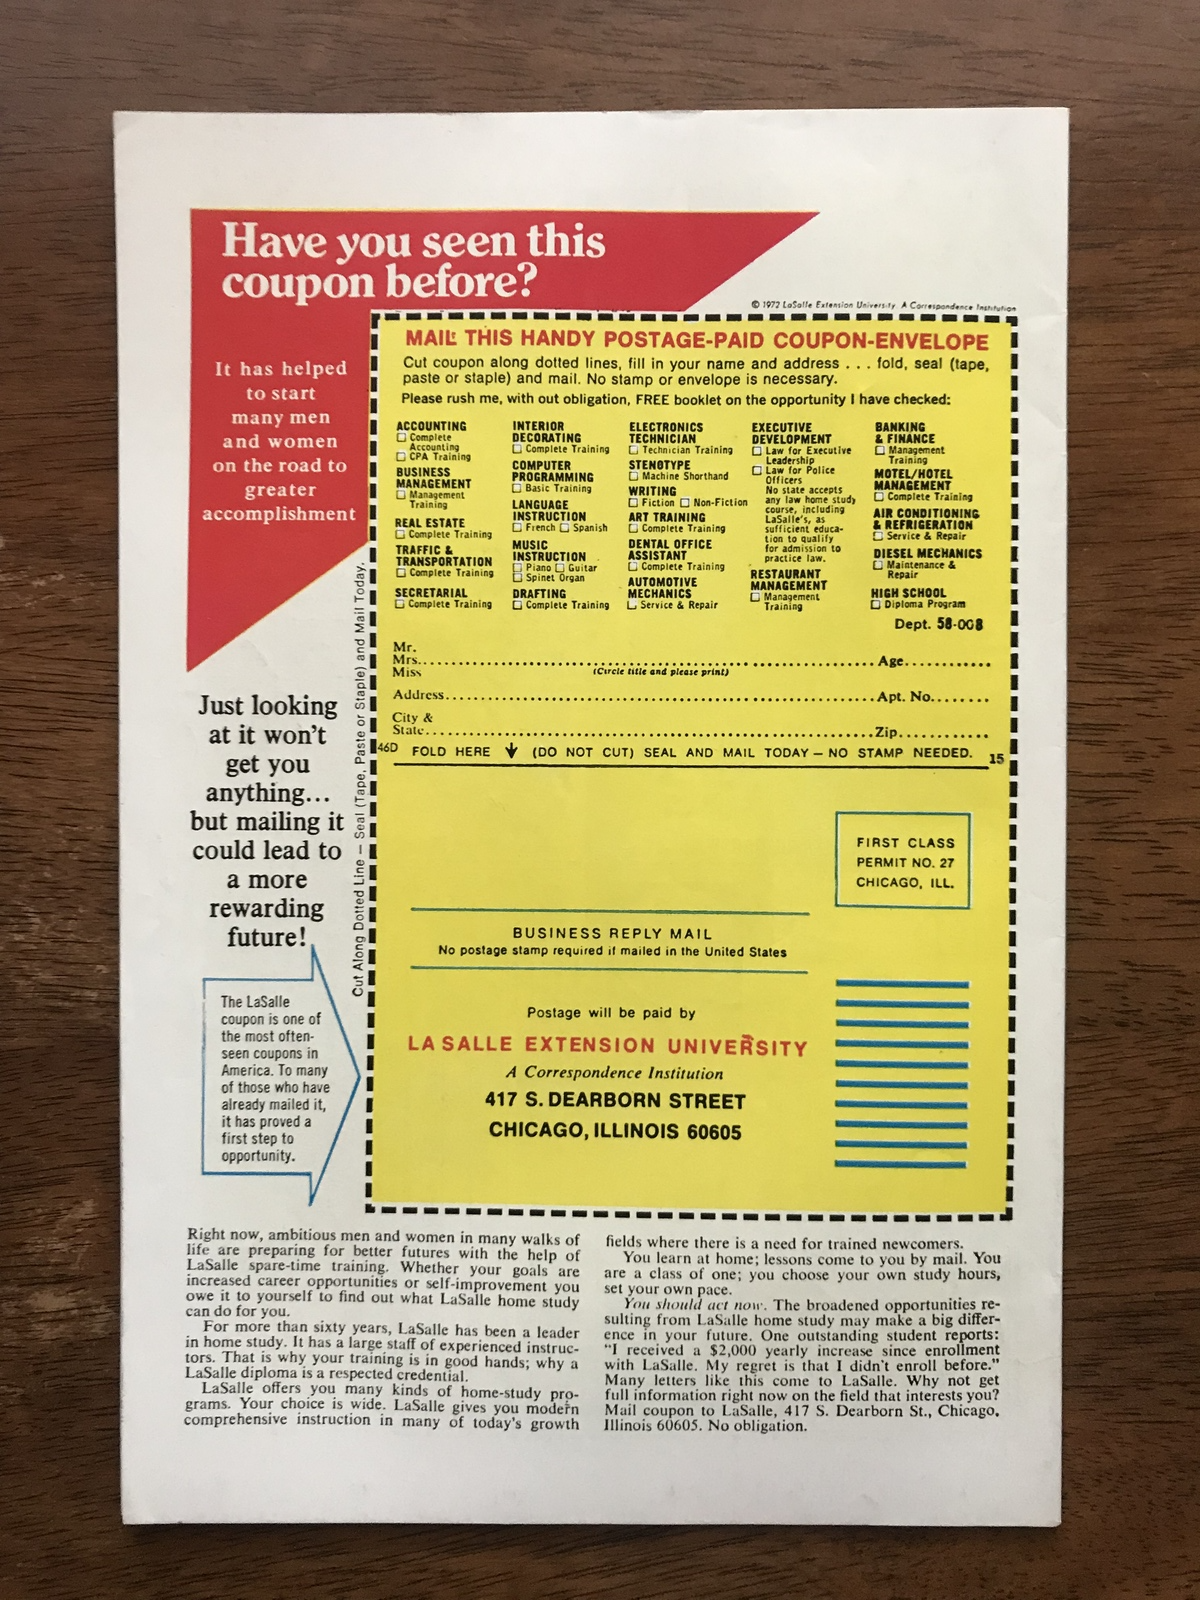 Have you seen this
coupon before?
© 1972 LaSalle Extension University. A Correspondence Institution
It has helped
to start
many men
and women
on the road to
greater
accomplishment
Just looking
at it won't
get you
anything...
but mailing it
could lead to
a more
rewarding
future!
The LaSalle
coupon is one of
the most often-
seen coupons in
America. To many
of those who have
already mailed it,
it has proved a
first step to
opportunity.
Cut Along Dotted Line — Seal (Tape, Paste or Staple) and Mail Today.
MAIL THIS HANDY POSTAGE-PAID COUPON-ENVELOPE
Cut coupon along dotted lines, fill in your name and address . . . fold, seal (tape,
paste or staple) and mail. No stamp or envelope is necessary.
Please rush me, with out obligation, FREE booklet on the opportunity I have checked:
ACCOUNTING
Complete
Accounting
CPA Training
BUSINESS
MANAGEMENT
Management
Training
REAL ESTATE
Complete Training
TRAFFIC &
TRANSPORTATION
Complete Training
SECRETARIAL
Complete Training
INTERIOR
DECORATING
Complete Training
COMPUTER
PROGRAMMING
Basic Training
LANGUAGE
INSTRUCTION
French Spanish
MUSIC
INSTRUCTION
Piano Guitar
Spinet Organ
DRAFTING
Complete Training
ELECTRONICS
TECHNICIAN
Technician Training
STENOTYPE
Machine Shorthand
WRITING
Fiction Non-Fiction
ART TRAINING
Complete Training
DENTAL OFFICE
ASSISTANT
Complete Training
AUTOMOTIVE
MECHANICS
Service & Repair
EXECUTIVE
DEVELOPMENT
Law for Executive
Leadership
Law for Police
Officers
No state accepts
any law home study
course, including
LaSalle's, as
sufficient educa-
tion to qualify
for admission to
practice law.
RESTAURANT
MANAGEMENT
Management
Training
BANKING
& FINANCE
Management
Training
MOTEL/HOTEL
MANAGEMENT
Complete Training
AIR CONDITIONING
& REFRIGERATION
Service & Repair
DIESEL MECHANICS
Maintenance &
Repair
HIGH SCHOOL
Diploma Program
Dept. 58-008
Mr.
Mrs. Age
Miss (Circle title and please print)
Address Apt. No.
City &
State Zip
46D FOLD HERE (DO NOT CUT) SEAL AND MAIL TODAY — NO STAMP NEEDED. 15
FIRST CLASS
PERMIT NO. 27
CHICAGO, ILL.
BUSINESS REPLY MAIL
No postage stamp required if mailed in the United States
Postage will be paid by
LA SALLE EXTENSION UNIVERSITY
A Correspondence Institution
417 S. DEARBORN STREET
CHICAGO, ILLINOIS 60605
Right now, ambitious men and women in many walks of
life are preparing for better futures with the help of
LaSalle spare-time training. Whether your goals are
increased career opportunities or self-improvement you
owe it to yourself to find out what LaSalle home study
can do for you.
For more than sixty years, LaSalle has been a leader
in home study. It has a large staff of experienced instruc-
tors. That is why your training is in good hands; why a
LaSalle diploma is a respected credential.
LaSalle offers you many kinds of home-study pro-
grams. Your choice is wide. LaSalle gives you modern
comprehensive instruction in many of today's growth
fields where there is a need for trained newcomers.
You learn at home; lessons come to you by mail. You
are a class of one; you choose your own study hours,
set your own pace.
You should act now. The broadened opportunities re-
sulting from LaSalle home study may make a big differ-
ence in your future. One outstanding student reports:
"I received a $2,000 yearly increase since enrollment
with LaSalle. My regret is that I didn't enroll before."
Many letters like this come to LaSalle. Why not get
full information right now on the field that interests you?
Mail coupon to LaSalle, 417 S. Dearborn St., Chicago,
Illinois 60605. No obligation.